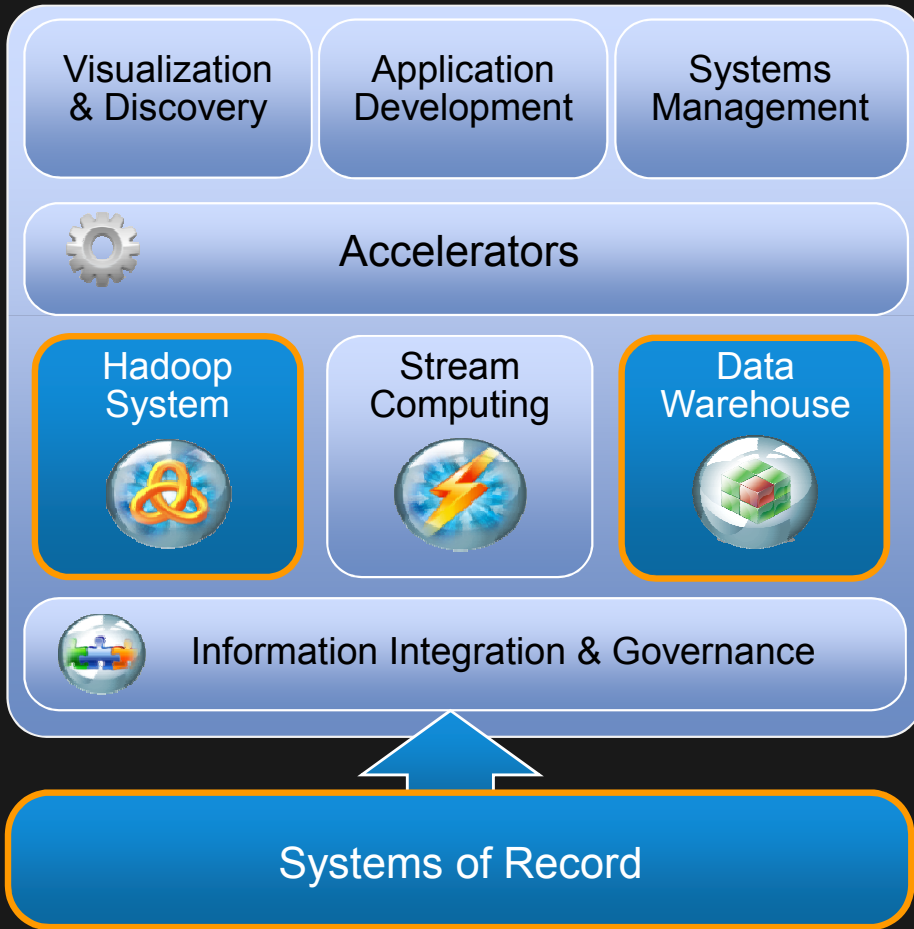 Visualization
& Discovery
Application
Development
Systems
Management
Accelerators
Hadoop
System
Stream
Computing
Data
Warehouse
Information Integration & Governance
Systems of Record